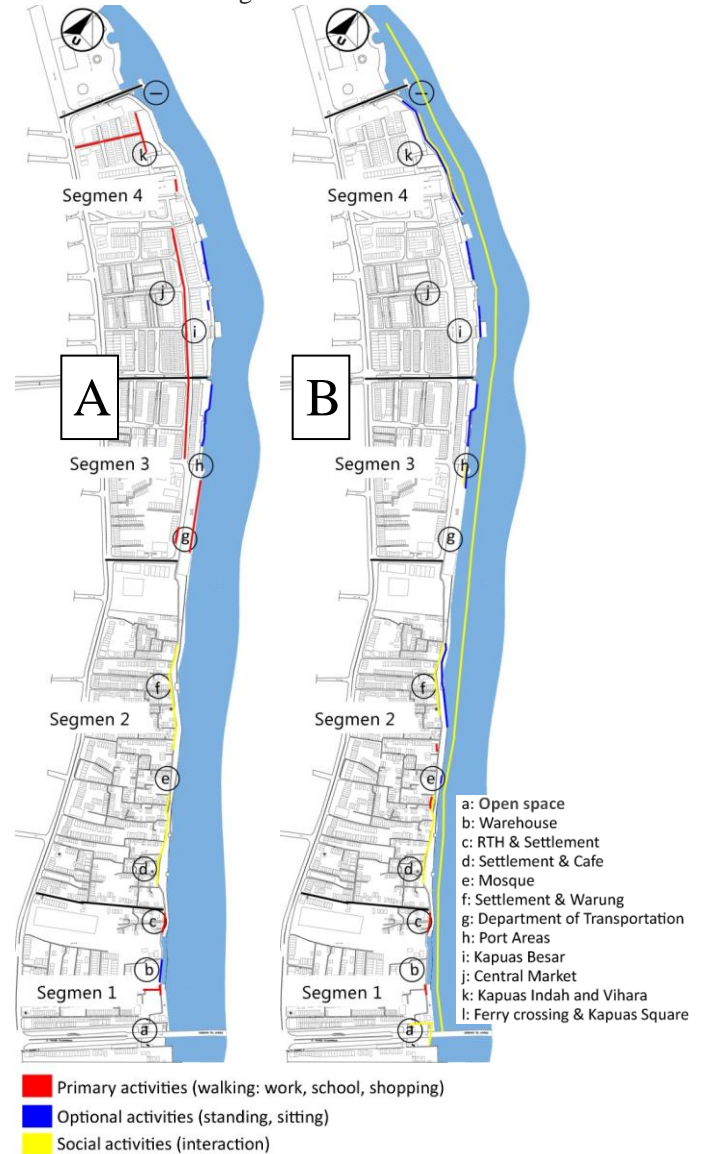 U
l
k
Segmen 4
j
i
A
Segmen 3
h
g
f
Segmen 2
e
d
c
b
Segmen 1
a
U
l
k
Segmen 4
j
i
B
Segmen 3
h
g
f
Segmen 2
e
d
c
b
Segmen 1
a
a: Open space
b: Warehouse
c: RTH & Settlement
d: Settlement & Cafe
e: Mosque
f: Settlement & Warung
g: Department of Transportation
h: Port Areas
i: Kapuas Besar
j: Central Market
k: Kapuas Indah and Vihara
l: Ferry crossing & Kapuas Square
Primary activities (walking: work, school, shopping)
Optional activities (standing, sitting)
Social activities (interaction)